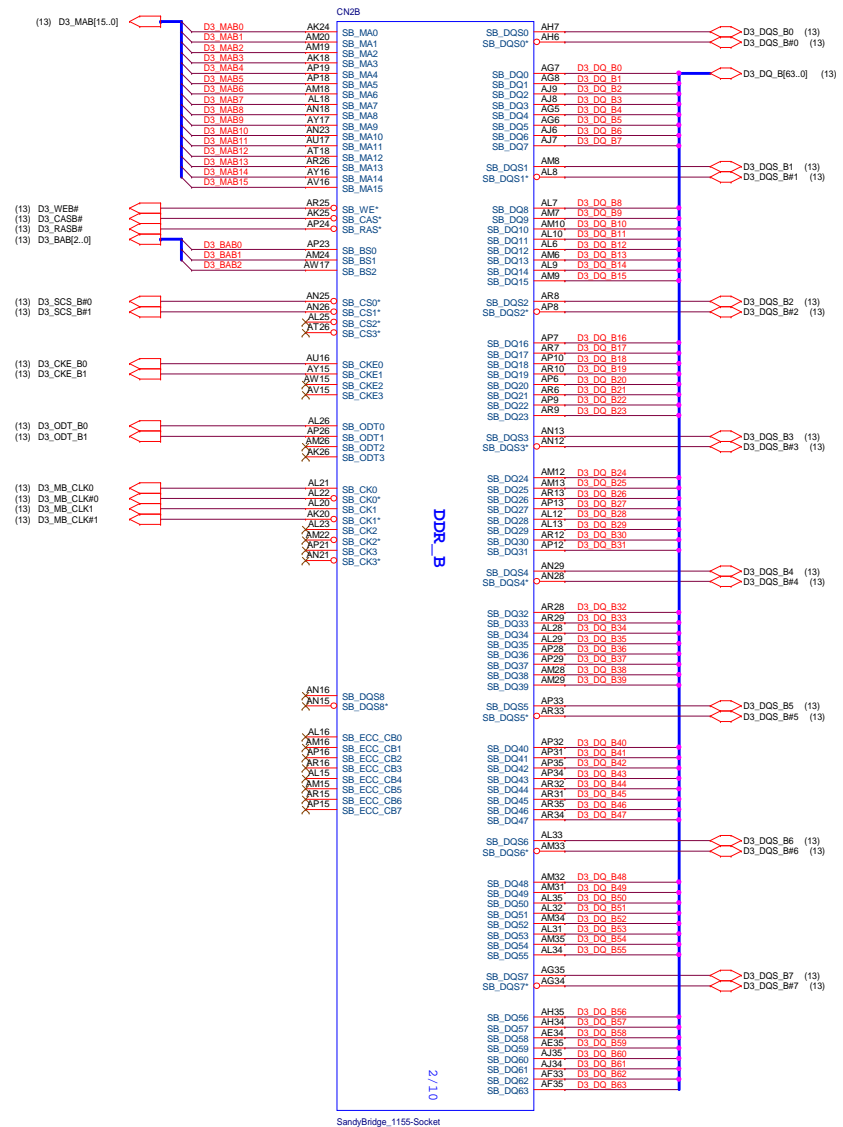 CN2B
(13) D3_MAB[15..0]
D3_MAB0 AK24 SB_MA0
D3_MAB1 AM20 SB_MA1
D3_MAB2 AM19 SB_MA2
D3_MAB3 AK18 SB_MA3
D3_MAB4 AP19 SB_MA4
D3_MAB5 AP18 SB_MA5
D3_MAB6 AM18 SB_MA6
D3_MAB7 AL18 SB_MA7
D3_MAB8 AN18 SB_MA8
D3_MAB9 AY17 SB_MA9
D3_MAB10 AN23 SB_MA10
D3_MAB11 AU17 SB_MA11
D3_MAB12 AT18 SB_MA12
D3_MAB13 AR26 SB_MA13
D3_MAB14 AY16 SB_MA14
D3_MAB15 AV16 SB_MA15
(13) D3_WEB# AR25 SB_WE*
(13) D3_CASB# AK25 SB_CAS*
(13) D3_RASB# AP24 SB_RAS*
(13) D3_BAB[2..0]
D3_BAB0 AP23 SB_BS0
D3_BAB1 AM24 SB_BS1
D3_BAB2 AW17 SB_BS2
(13) D3_SCS_B#0 AN25 SB_CS0*
(13) D3_SCS_B#1 AN26 SB_CS1*
AL25 SB_CS2*
AT26 SB_CS3*
(13) D3_CKE_B0 AU16 SB_CKE0
(13) D3_CKE_B1 AY15 SB_CKE1
AW15 SB_CKE2
AV15 SB_CKE3
(13) D3_ODT_B0 AL26 SB_ODT0
(13) D3_ODT_B1 AP26 SB_ODT1
AM26 SB_ODT2
AK26 SB_ODT3
(13) D3_MB_CLK0 AL21 SB_CK0
(13) D3_MB_CLK#0 AL22 SB_CK0*
(13) D3_MB_CLK1 AL20 SB_CK1
(13) D3_MB_CLK#1 AK20 SB_CK1*
AL23 SB_CK2
AM22 SB_CK2*
AP21 SB_CK3
AN21 SB_CK3*
AN16 SB_DQS8
AN15 SB_DQS8*
AL16 SB_ECC_CB0
AM16 SB_ECC_CB1
AP16 SB_ECC_CB2
AR16 SB_ECC_CB3
AL15 SB_ECC_CB4
AM15 SB_ECC_CB5
AR15 SB_ECC_CB6
AP15 SB_ECC_CB7
DDR_B
2/10
SB_DQS0 AH7 D3_DQS_B0 (13)
SB_DQS0* AH6 D3_DQS_B#0 (13)
D3_DQ_B[63..0] (13)
SB_DQ0 AG7 D3_DQ_B0
SB_DQ1 AG8 D3_DQ_B1
SB_DQ2 AJ9 D3_DQ_B2
SB_DQ3 AJ8 D3_DQ_B3
SB_DQ4 AG5 D3_DQ_B4
SB_DQ5 AG6 D3_DQ_B5
SB_DQ6 AJ6 D3_DQ_B6
SB_DQ7 AJ7 D3_DQ_B7
SB_DQS1 AM8 D3_DQS_B1 (13)
SB_DQS1* AL8 D3_DQS_B#1 (13)
SB_DQ8 AL7 D3_DQ_B8
SB_DQ9 AM7 D3_DQ_B9
SB_DQ10 AM10 D3_DQ_B10
SB_DQ11 AL10 D3_DQ_B11
SB_DQ12 AL6 D3_DQ_B12
SB_DQ13 AM6 D3_DQ_B13
SB_DQ14 AL9 D3_DQ_B14
SB_DQ15 AM9 D3_DQ_B15
SB_DQS2 AR8 D3_DQS_B2 (13)
SB_DQS2* AP8 D3_DQS_B#2 (13)
SB_DQ16 AP7 D3_DQ_B16
SB_DQ17 AR7 D3_DQ_B17
SB_DQ18 AP10 D3_DQ_B18
SB_DQ19 AR10 D3_DQ_B19
SB_DQ20 AP6 D3_DQ_B20
SB_DQ21 AR6 D3_DQ_B21
SB_DQ22 AP9 D3_DQ_B22
SB_DQ23 AR9 D3_DQ_B23
SB_DQS3 AN13 D3_DQS_B3 (13)
SB_DQS3* AN12 D3_DQS_B#3 (13)
SB_DQ24 AM12 D3_DQ_B24
SB_DQ25 AM13 D3_DQ_B25
SB_DQ26 AR13 D3_DQ_B26
SB_DQ27 AP13 D3_DQ_B27
SB_DQ28 AL12 D3_DQ_B28
SB_DQ29 AL13 D3_DQ_B29
SB_DQ30 AR12 D3_DQ_B30
SB_DQ31 AP12 D3_DQ_B31
SB_DQS4 AN29 D3_DQS_B4 (13)
SB_DQS4* AN28 D3_DQS_B#4 (13)
SB_DQ32 AR28 D3_DQ_B32
SB_DQ33 AR29 D3_DQ_B33
SB_DQ34 AL28 D3_DQ_B34
SB_DQ35 AL29 D3_DQ_B35
SB_DQ36 AP28 D3_DQ_B36
SB_DQ37 AP29 D3_DQ_B37
SB_DQ38 AM28 D3_DQ_B38
SB_DQ39 AM29 D3_DQ_B39
SB_DQS5 AP33 D3_DQS_B5 (13)
SB_DQS5* AR33 D3_DQS_B#5 (13)
SB_DQ40 AP32 D3_DQ_B40
SB_DQ41 AP31 D3_DQ_B41
SB_DQ42 AP35 D3_DQ_B42
SB_DQ43 AP34 D3_DQ_B43
SB_DQ44 AR32 D3_DQ_B44
SB_DQ45 AR31 D3_DQ_B45
SB_DQ46 AR35 D3_DQ_B46
SB_DQ47 AR34 D3_DQ_B47
SB_DQS6 AL33 D3_DQS_B6 (13)
SB_DQS6* AM33 D3_DQS_B#6 (13)
SB_DQ48 AM32 D3_DQ_B48
SB_DQ49 AM31 D3_DQ_B49
SB_DQ50 AL35 D3_DQ_B50
SB_DQ51 AL32 D3_DQ_B51
SB_DQ52 AM34 D3_DQ_B52
SB_DQ53 AL31 D3_DQ_B53
SB_DQ54 AM35 D3_DQ_B54
SB_DQ55 AL34 D3_DQ_B55
SB_DQS7 AG35 D3_DQS_B7 (13)
SB_DQS7* AG34 D3_DQS_B#7 (13)
SB_DQ56 AH35 D3_DQ_B56
SB_DQ57 AH34 D3_DQ_B57
SB_DQ58 AE34 D3_DQ_B58
SB_DQ59 AE35 D3_DQ_B59
SB_DQ60 AJ35 D3_DQ_B60
SB_DQ61 AJ34 D3_DQ_B61
SB_DQ62 AF33 D3_DQ_B62
SB_DQ63 AF35 D3_DQ_B63
SandyBridge_1155-Socket